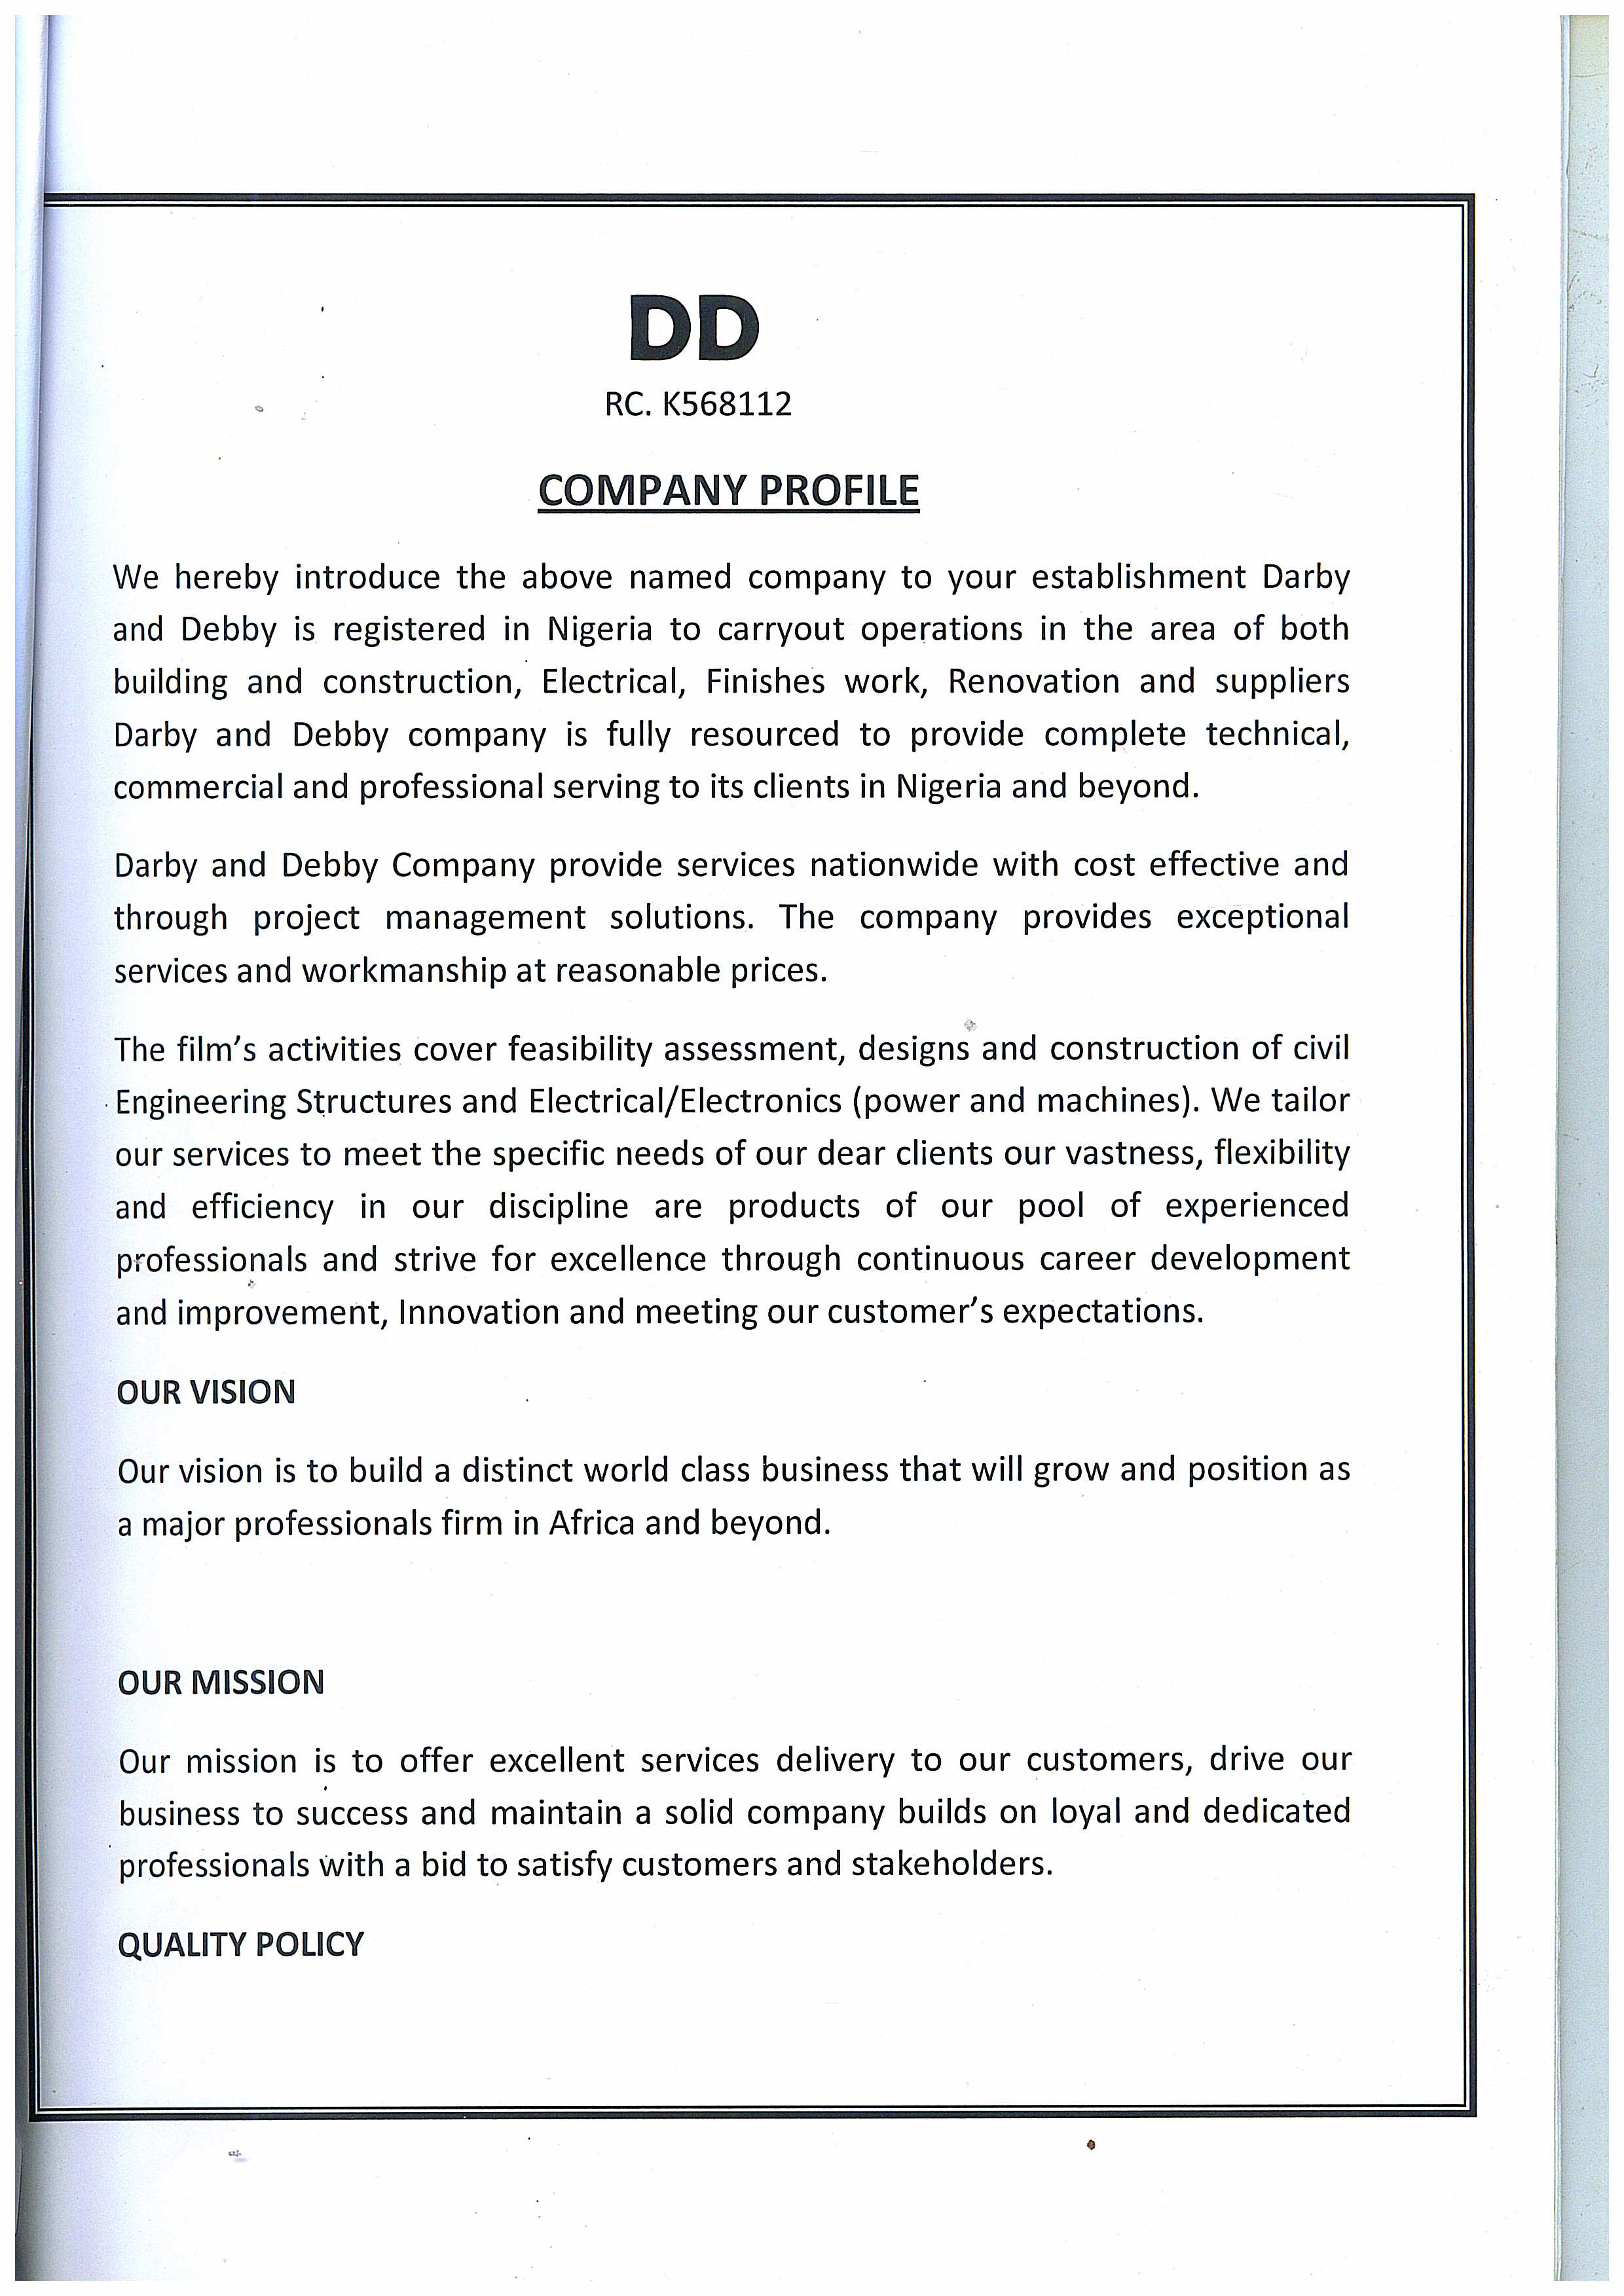 DD
RC. K568112
COMPANY PROFILE
We hereby introduce the above named company to your establishment Darby
and Debby is registered in Nigeria to carryout operations in the area of both
building and construction, Electrical, Finishes work, Renovation and suppliers
Darby and Debby company is fully resourced to provide complete technical,
commercial and professional serving to its clients in Nigeria and beyond.
Darby and Debby Company provide services nationwide with cost effective and
through project management solutions. The company provides exceptional
services and workmanship at reasonable prices.
The film's activities cover feasibility assessment, designs and construction of civil
Engineering Structures and Electrical/Electronics (power and machines). We tailor
our services to meet the specific needs of our dear clients our vastness, flexibility
and efficiency in our discipline are products of our pool of experienced
professionals and strive for excellence through continuous career development
and improvement, Innovation and meeting our customer's expectations.
OUR VISION
Our vision is to build a distinct world class business that will grow and position as
a major professionals firm in Africa and beyond.
OUR MISSION
Our mission is to offer excellent services delivery to our customers, drive our
business to success and maintain a solid company builds on loyal and dedicated
professionals with a bid to satisfy customers and stakeholders.
QUALITY POLICY